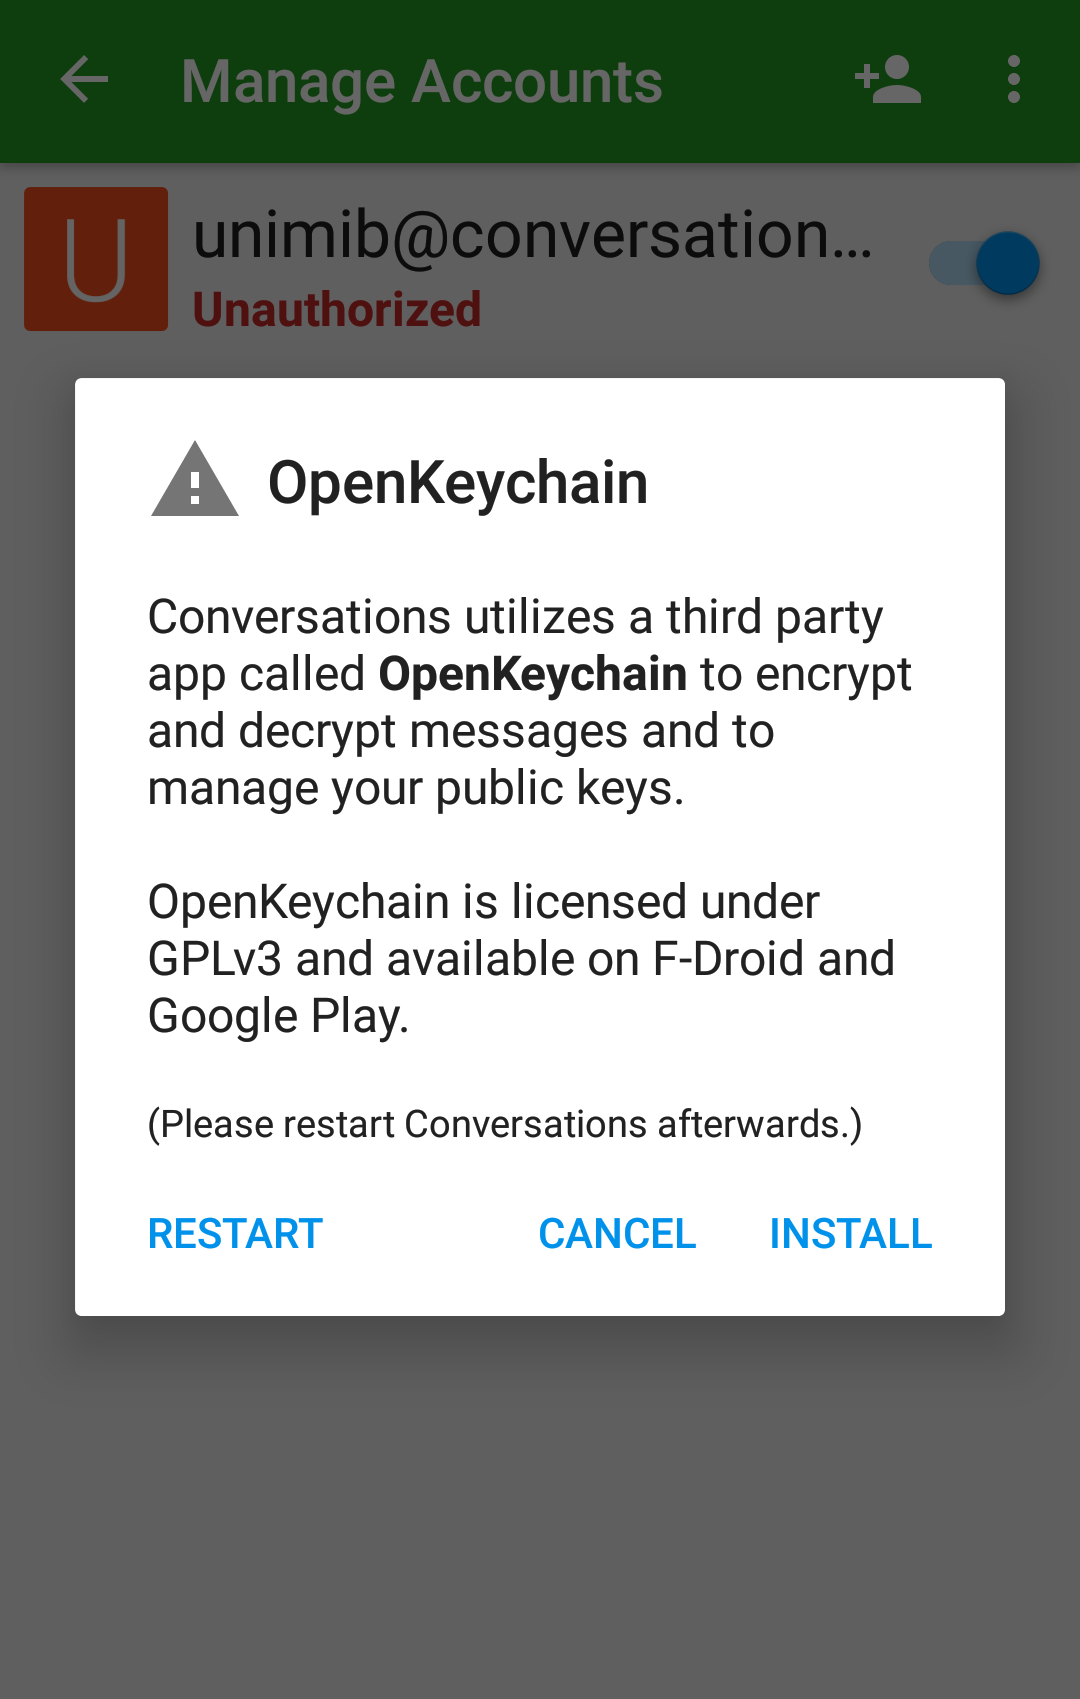 Manage Accounts
U
unimib@conversation...
Unauthorized
OpenKeychain
Conversations utilizes a third party
app called OpenKeychain to encrypt
and decrypt messages and to
manage your public keys.
OpenKeychain is licensed under
GPLv3 and available on F-Droid and
Google Play.
(Please restart Conversations afterwards.)
RESTART CANCEL INSTALL